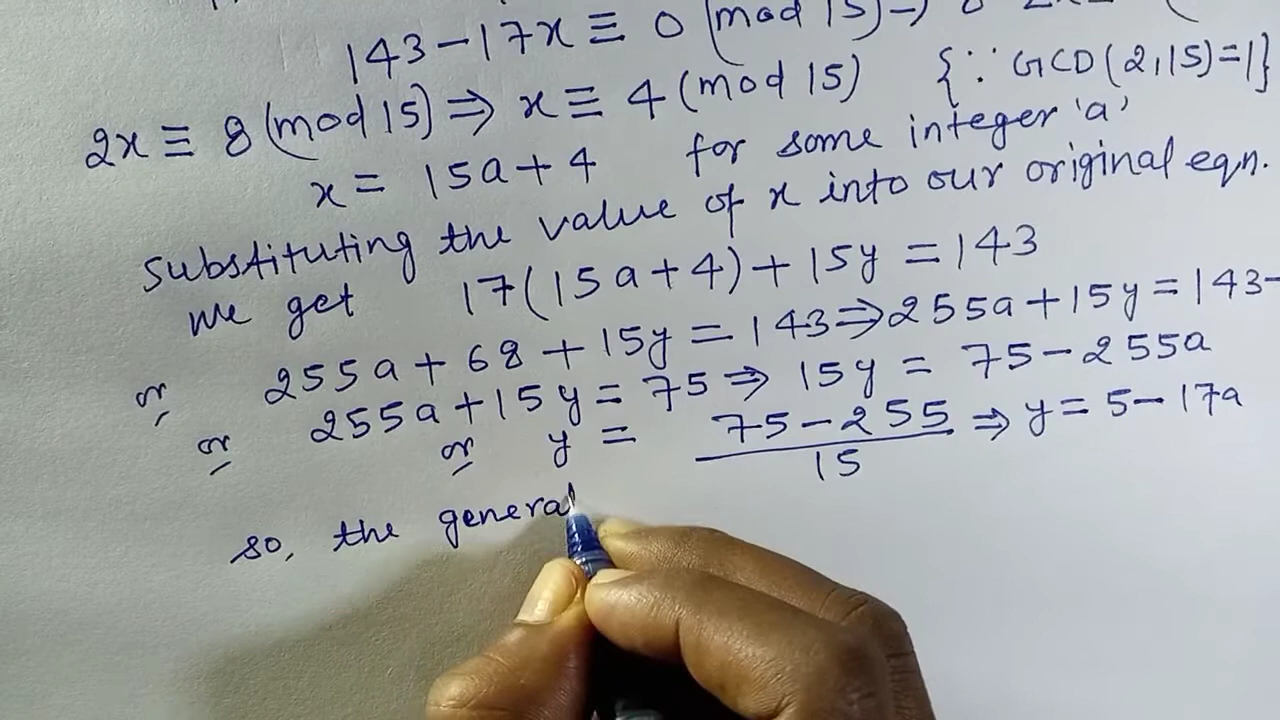 143-17x ≡ 0 (mod 15)
2x ≡ 8 (mod 15) ⇒ x ≡ 4 (mod 15) {∵ GCD(2,15)=1}
x = 15a+4 for some integer 'a'
substituting the value of x into our original eqn.
we get 17(15a+4)+15y = 143
or 255a+68+15y = 143 ⇒ 255a+15y = 143-
or 255a+15y = 75 ⇒ 15y = 75-255a
or y = 75-255/15 ⇒ y = 5-17a
so, the general